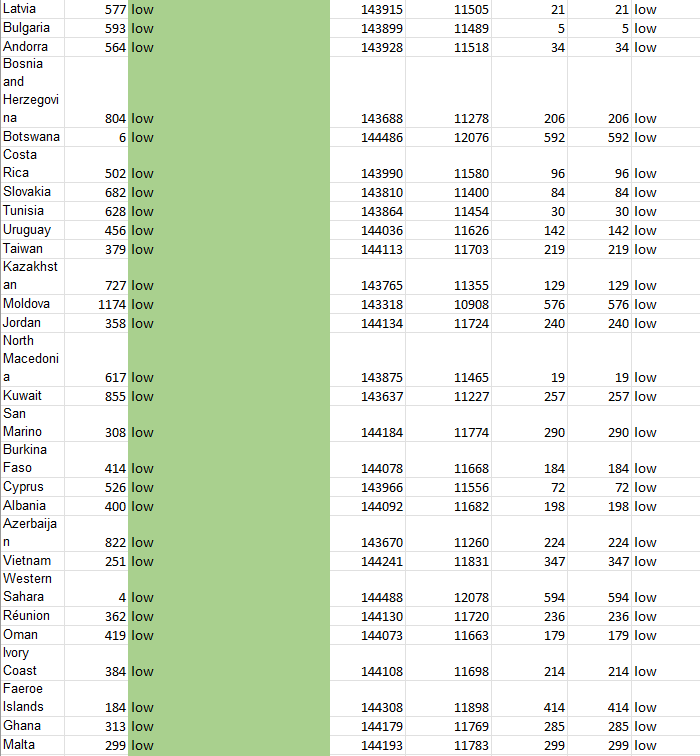 Latvia 577 low 143915 11505 21 21 low
Bulgaria 593 low 143899 11489 5 5 low
Andorra 564 low 143928 11518 34 34 low
Bosnia
and
Herzegovi
na 804 low 143688 11278 206 206 low
Botswana 6 low 144486 12076 592 592 low
Costa
Rica 502 low 143990 11580 96 96 low
Slovakia 682 low 143810 11400 84 84 low
Tunisia 628 low 143864 11454 30 30 low
Uruguay 456 low 144036 11626 142 142 low
Taiwan 379 low 144113 11703 219 219 low
Kazakhst
an 727 low 143765 11355 129 129 low
Moldova 1174 low 143318 10908 576 576 low
Jordan 358 low 144134 11724 240 240 low
North
Macedoni
a 617 low 143875 11465 19 19 low
Kuwait 855 low 143637 11227 257 257 low
San
Marino 308 low 144184 11774 290 290 low
Burkina
Faso 414 low 144078 11668 184 184 low
Cyprus 526 low 143966 11556 72 72 low
Albania 400 low 144092 11682 198 198 low
Azerbaija
n 822 low 143670 11260 224 224 low
Vietnam 251 low 144241 11831 347 347 low
Western
Sahara 4 low 144488 12078 594 594 low
Réunion 362 low 144130 11720 236 236 low
Oman 419 low 144073 11663 179 179 low
Ivory
Coast 384 low 144108 11698 214 214 low
Faeroe
Islands 184 low 144308 11898 414 414 low
Ghana 313 low 144179 11769 285 285 low
Malta 299 low 144193 11783 299 299 low